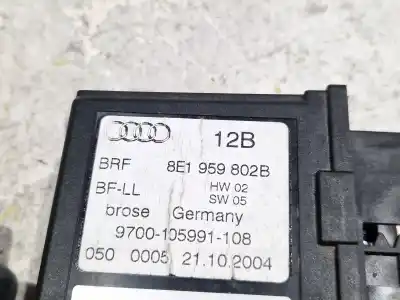 12B
BRF 8E1 959 802B
BF-LL HW 02
SW 05
brose Germany
9700-105991-108
050 0005 21.10.2004